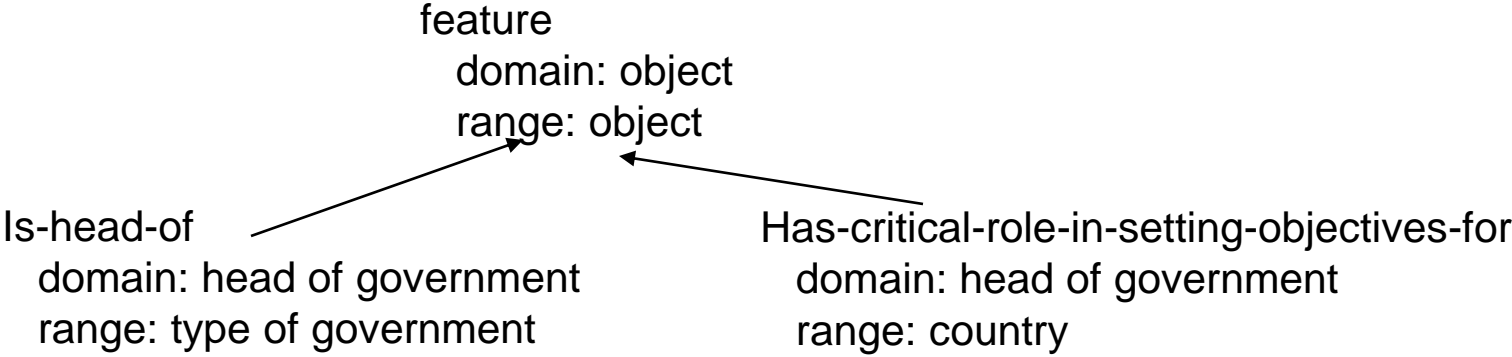 feature
domain: object
range: object
Is-head-of
domain: head of government
range: type of government
Has-critical-role-in-setting-objectives-for
domain: head of government
range: country